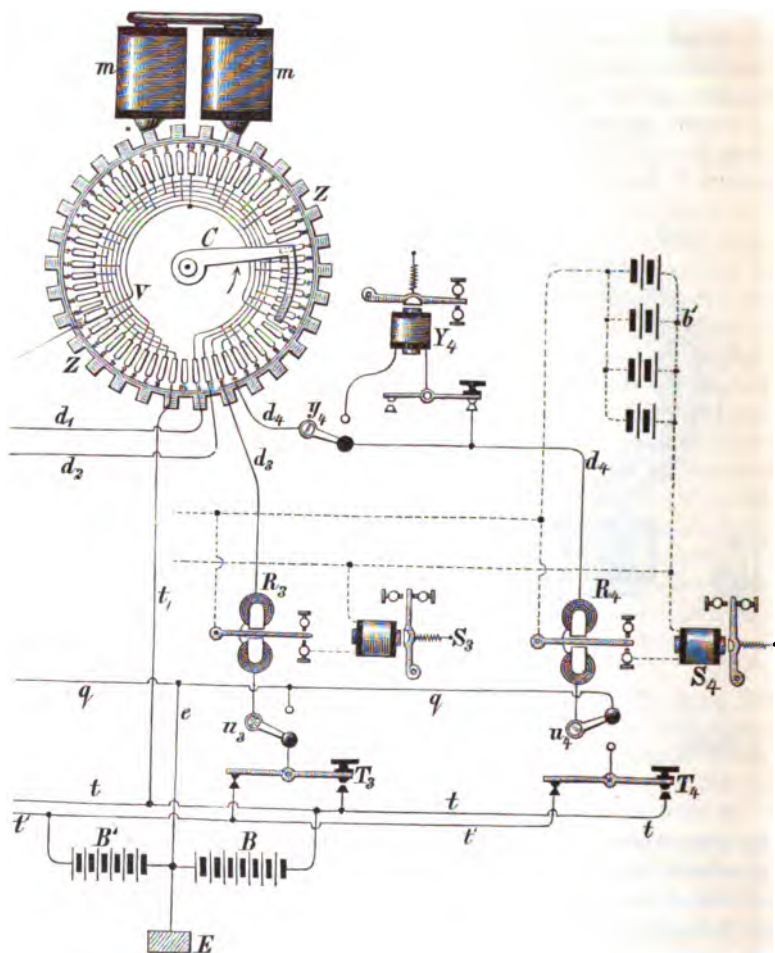 m m
Z
C
V
Z
Y₄
b'
d₁ d₄ y₄
d₂ d₃ d₄
R₃ R₄
t₁
S₃
S₄
q e q
u₃ u₄
T₃ T₄
t t
t' t' t
B' B
E